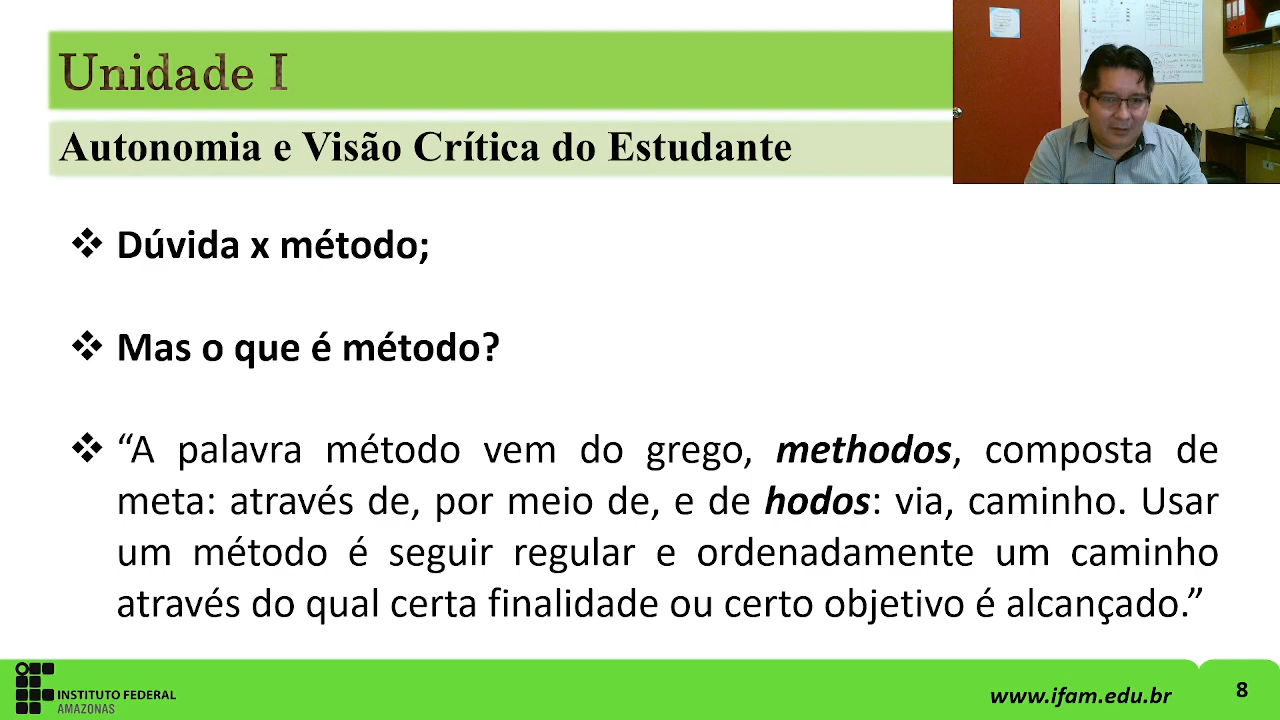 Unidade I
Autonomia e Visão Crítica do Estudante
❖ Dúvida x método;
❖ Mas o que é método?
❖ “A palavra método vem do grego, methodos, composta de
meta: através de, por meio de, e de hodos: via, caminho. Usar
um método é seguir regular e ordenadamente um caminho
através do qual certa finalidade ou certo objetivo é alcançado.”
INSTITUTO FEDERAL
AMAZONAS
www.ifam.edu.br
8